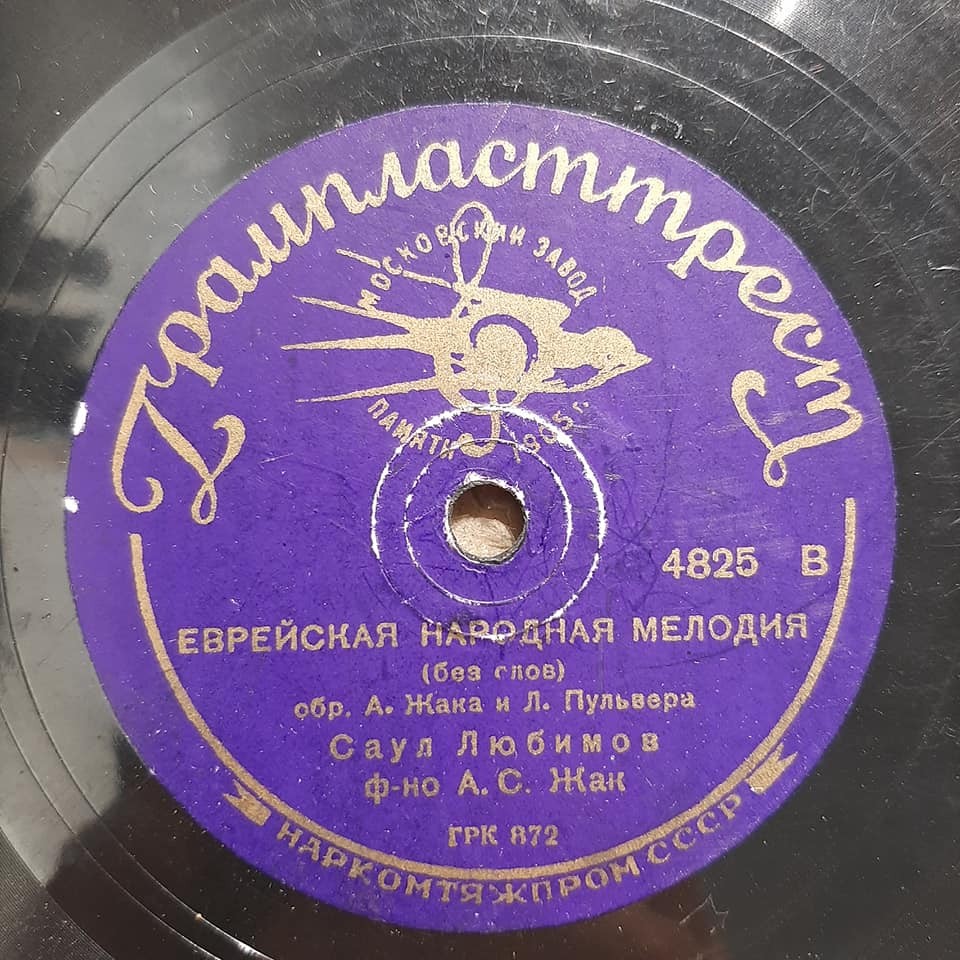 Грампласттрест
МОСКОВСКИЙ ЗАВОД
ПАМЯТИ 1905 г.
4825 В
ЕВРЕЙСКАЯ НАРОДНАЯ МЕЛОДИЯ
(без слов)
обр. А. Жака и Л. Пульвера
Саул Любимов
ф-но А. С. Жак
ГРК 872
НАРКОМТЯЖПРОМ СССР